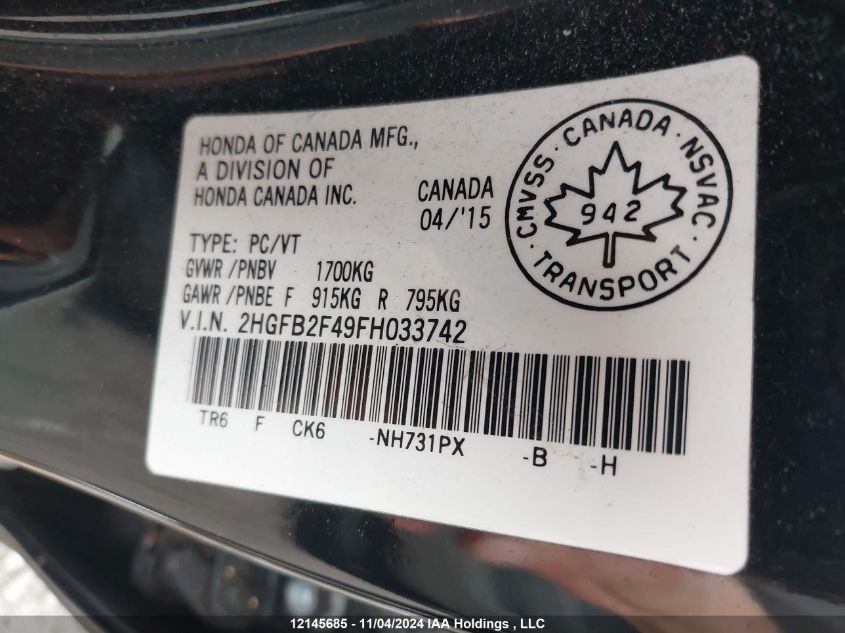 HONDA OF CANADA MFG.,
A DIVISION OF
HONDA CANADA INC.
CANADA
04/'15
TYPE: PC/VT
GVWR /PNBV 1700KG
GAWR /PNBE F 915KG R 795KG
V.I.N. 2HGFB2F49FH033742
TR6 F CK6 -NH731PX -B -H
CMVSS · CANADA · NSVAC ·
942
TRANSPORT ·
12145685 - 11/04/2024 IAA Holdings , LLC